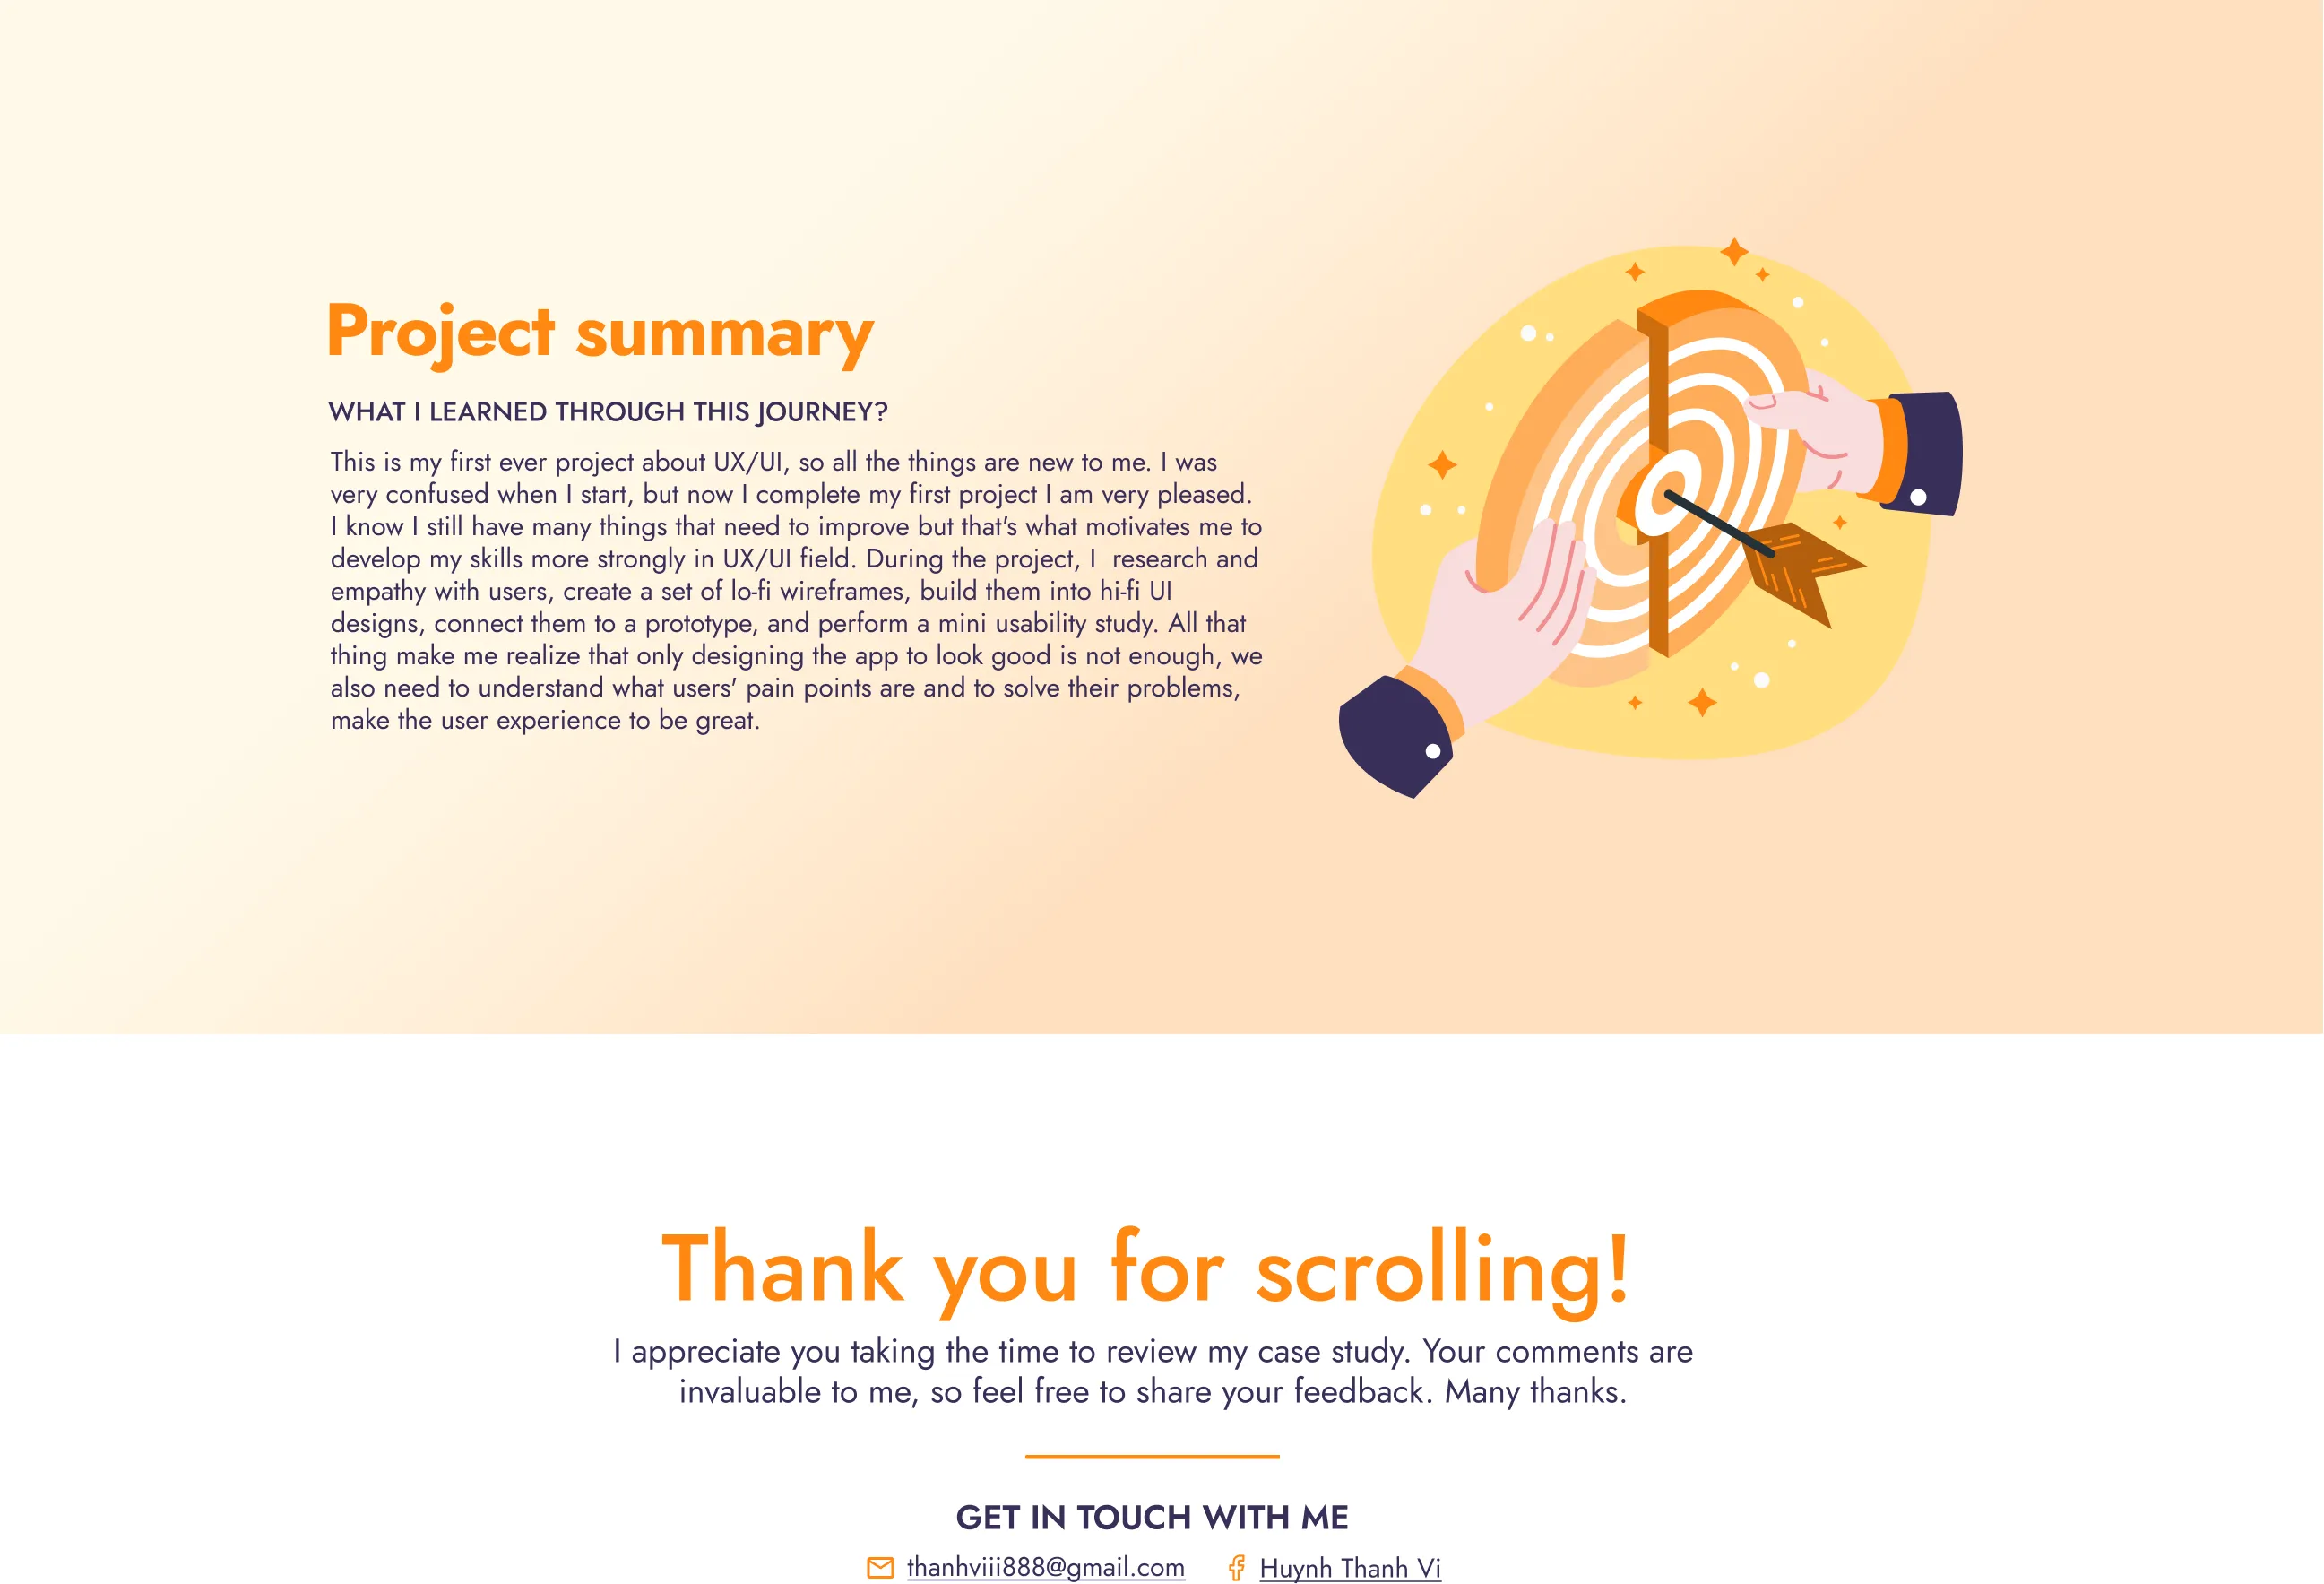 Project summary
WHAT I LEARNED THROUGH THIS JOURNEY?
This is my first ever project about UX/UI, so all the things are new to me. I was
very confused when I start, but now I complete my first project I am very pleased.
I know I still have many things that need to improve but that's what motivates me to
develop my skills more strongly in UX/UI field. During the project, I  research and
empathy with users, create a set of lo-fi wireframes, build them into hi-fi UI
designs, connect them to a prototype, and perform a mini usability study. All that
thing make me realize that only designing the app to look good is not enough, we
also need to understand what users' pain points are and to solve their problems,
make the user experience to be great.
Thank you for scrolling!
I appreciate you taking the time to review my case study. Your comments are
invaluable to me, so feel free to share your feedback. Many thanks.
GET IN TOUCH WITH ME
thanhviii888@gmail.com Huynh Thanh Vi